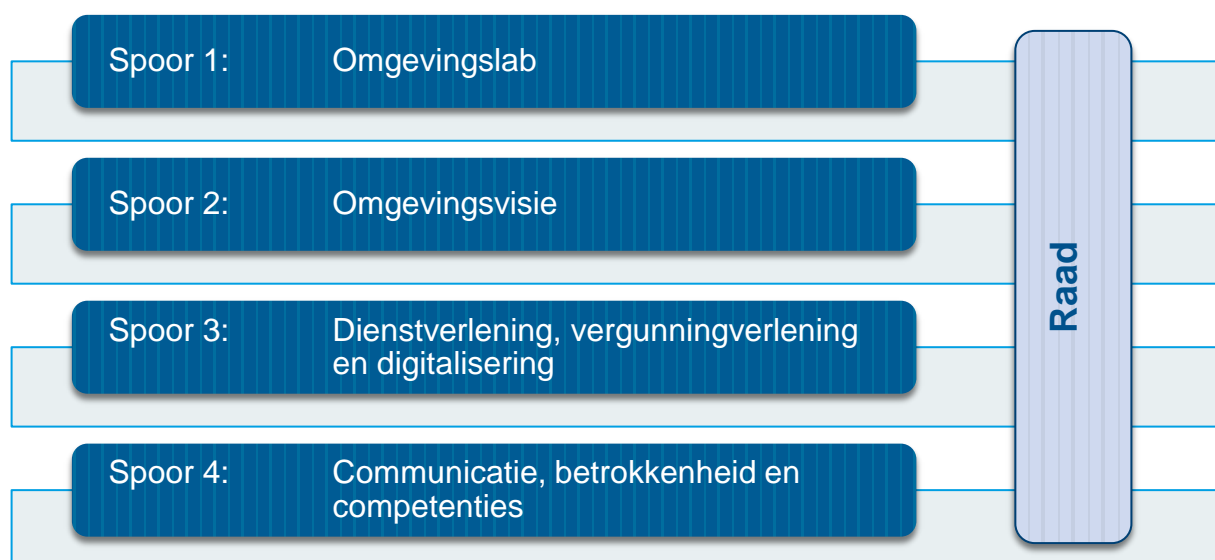 Spoor 1: Omgevingslab
Spoor 2: Omgevingsvisie
Spoor 3: Dienstverlening, vergunningverlening
en digitalisering
Spoor 4: Communicatie, betrokkenheid en
competenties
Raad